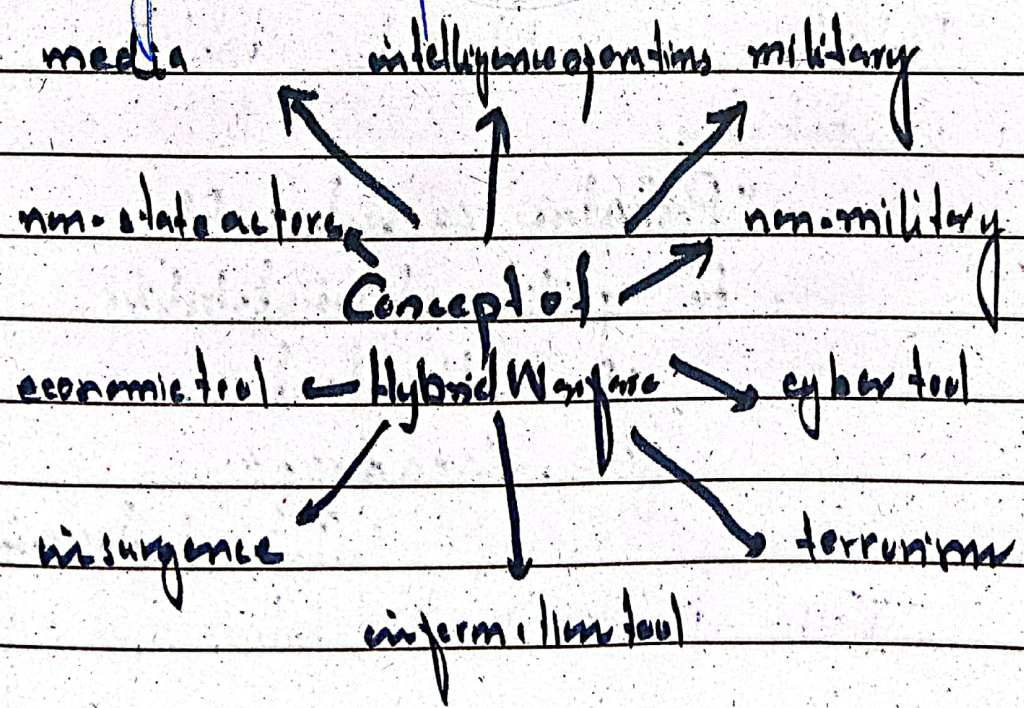 media intelligence operations military
non-state actors non-military
Concept of
economic tool Hybrid Warfare cyber tool
insurgence terrorism
information tool